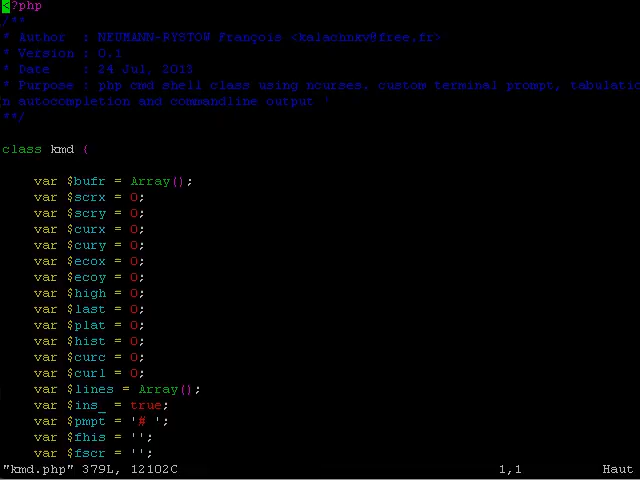 <?php
/**
* Author  : NEUMANN-RYSTOW François <kalachnkv@free.fr>
* Version : 0.1
* Date    : 24 Jul, 2013
* Purpose : php cmd shell class using ncurses, custom terminal prompt, tabulatio
n autocompletion and commandline output '
**/
class kmd {
    var $bufr = Array();
    var $scrx = 0;
    var $scry = 0;
    var $curx = 0;
    var $cury = 0;
    var $ecox = 0;
    var $ecoy = 0;
    var $high = 0;
    var $last = 0;
    var $plat = 0;
    var $hist = 0;
    var $curc = 0;
    var $curl = 0;
    var $lines = Array();
    var $ins_ = true;
    var $pmpt = '# ';
    var $fhis = '';
    var $fscr = '';
"kmd.php" 379L, 12102C 1,1 Haut